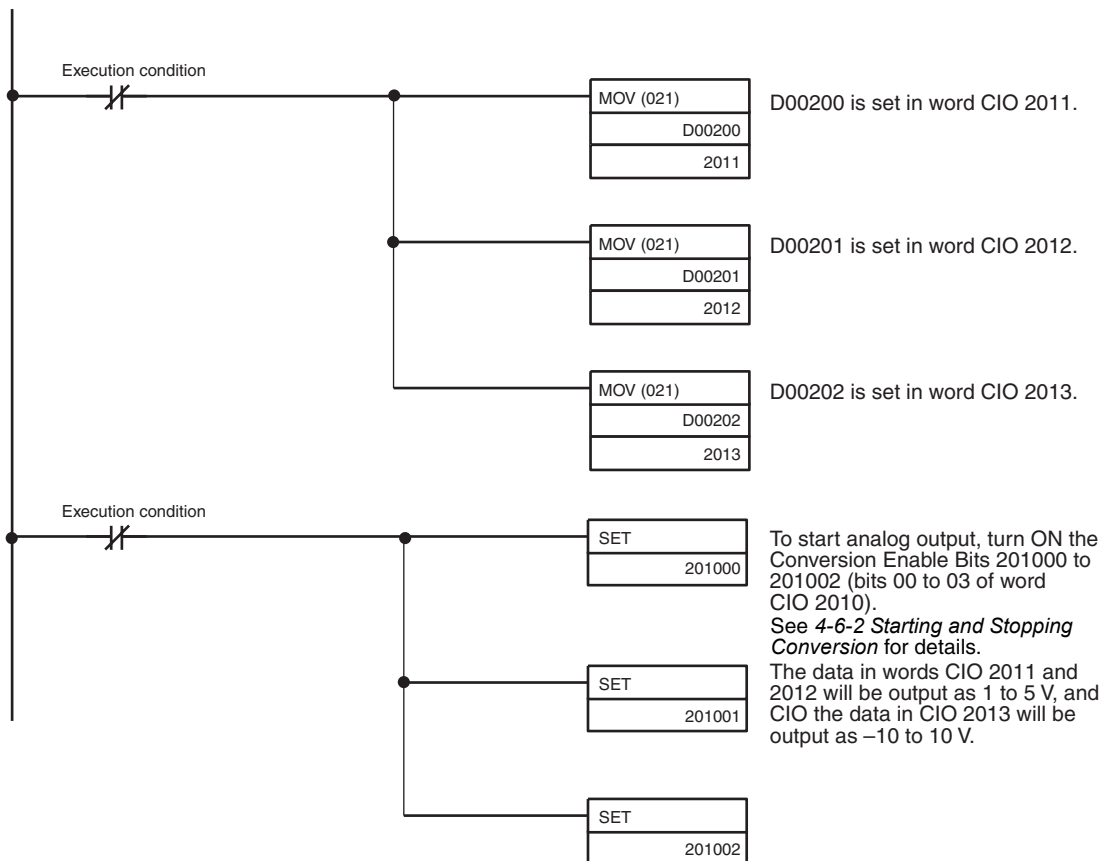 Execution condition
MOV (021)
D00200
2011
D00200 is set in word CIO 2011.
MOV (021)
D00201
2012
D00201 is set in word CIO 2012.
MOV (021)
D00202
2013
D00202 is set in word CIO 2013.
Execution condition
SET
201000
To start analog output, turn ON the
Conversion Enable Bits 201000 to
201002 (bits 00 to 03 of word
CIO 2010).
See 4-6-2 Starting and Stopping
Conversion for details.
SET
201001
The data in words CIO 2011 and
2012 will be output as 1 to 5 V, and
CIO the data in CIO 2013 will be
output as –10 to 10 V.
SET
201002